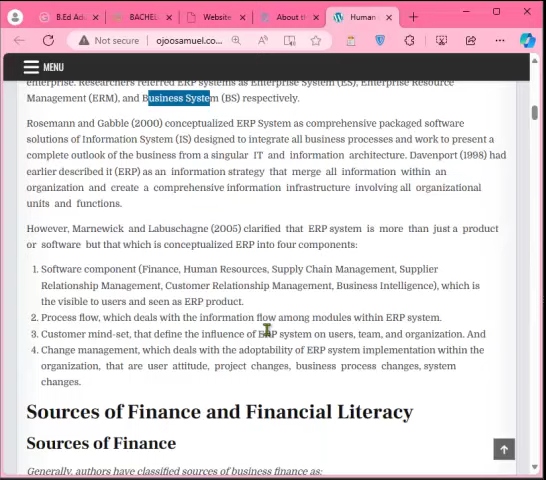 B.Ed Ad
BACHE
Website
About th
Human
Not secure
ojoosamuel.co...
MENU
enterprise. Researchers referred ERP systems as Enterprise System (ES), Enterprise Resource
Management (ERM), and Business System (BS) respectively.
Rosemann and Gabble (2000) conceptualized ERP System as comprehensive packaged software
solutions of Information System (IS) designed to integrate all business processes and work to present a
complete outlook of the business from a singular IT and information architecture. Davenport (1998) had
earlier described it (ERP) as an information strategy that merge all information within an
organization and create a comprehensive information infrastructure involving all organizational
units and functions.
However, Marnewick and Labuschagne (2005) clarified that ERP system is more than just a product
or software but that which is conceptualized ERP into four components:
1. Software component (Finance, Human Resources, Supply Chain Management, Supplier
Relationship Management, Customer Relationship Management, Business Intelligence), which is
the visible to users and seen as ERP product.
2. Process flow, which deals with the information flow among modules within ERP system.
3. Customer mind-set, that define the influence of ERP system on users, team, and organization. And
4. Change management, which deals with the adoptability of ERP system implementation within the
organization, that are user attitude, project changes, business process changes, system
changes.
Sources of Finance and Financial Literacy
Sources of Finance
Generally, authors have classified sources of business finance as: